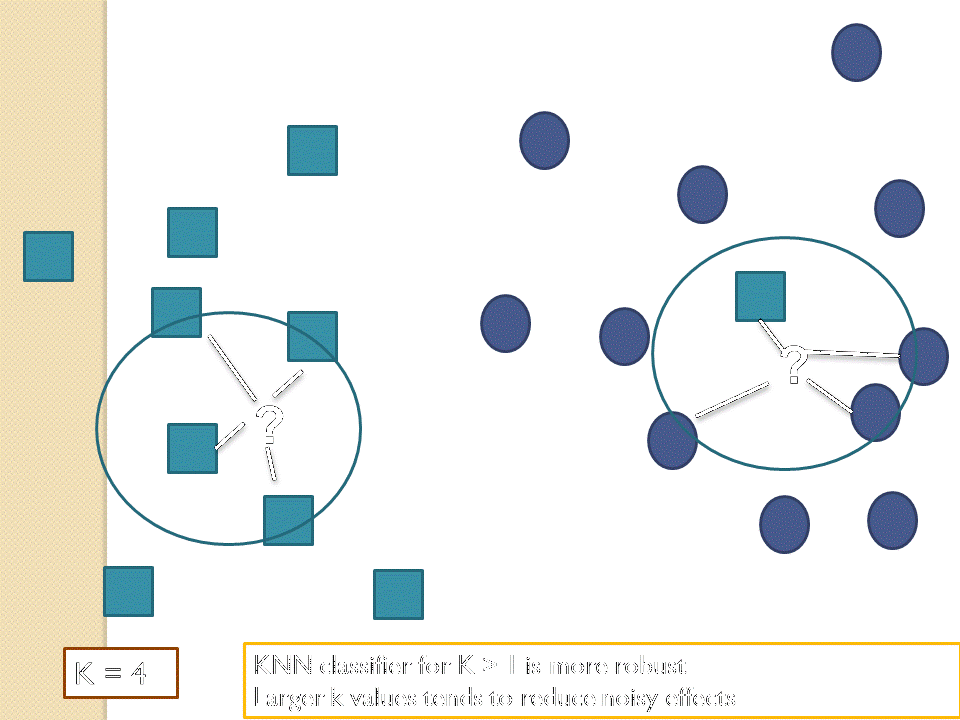 ?
?
K = 4
KNN classifier for K > 1 is more robust
Larger k values tends to reduce noisy effects